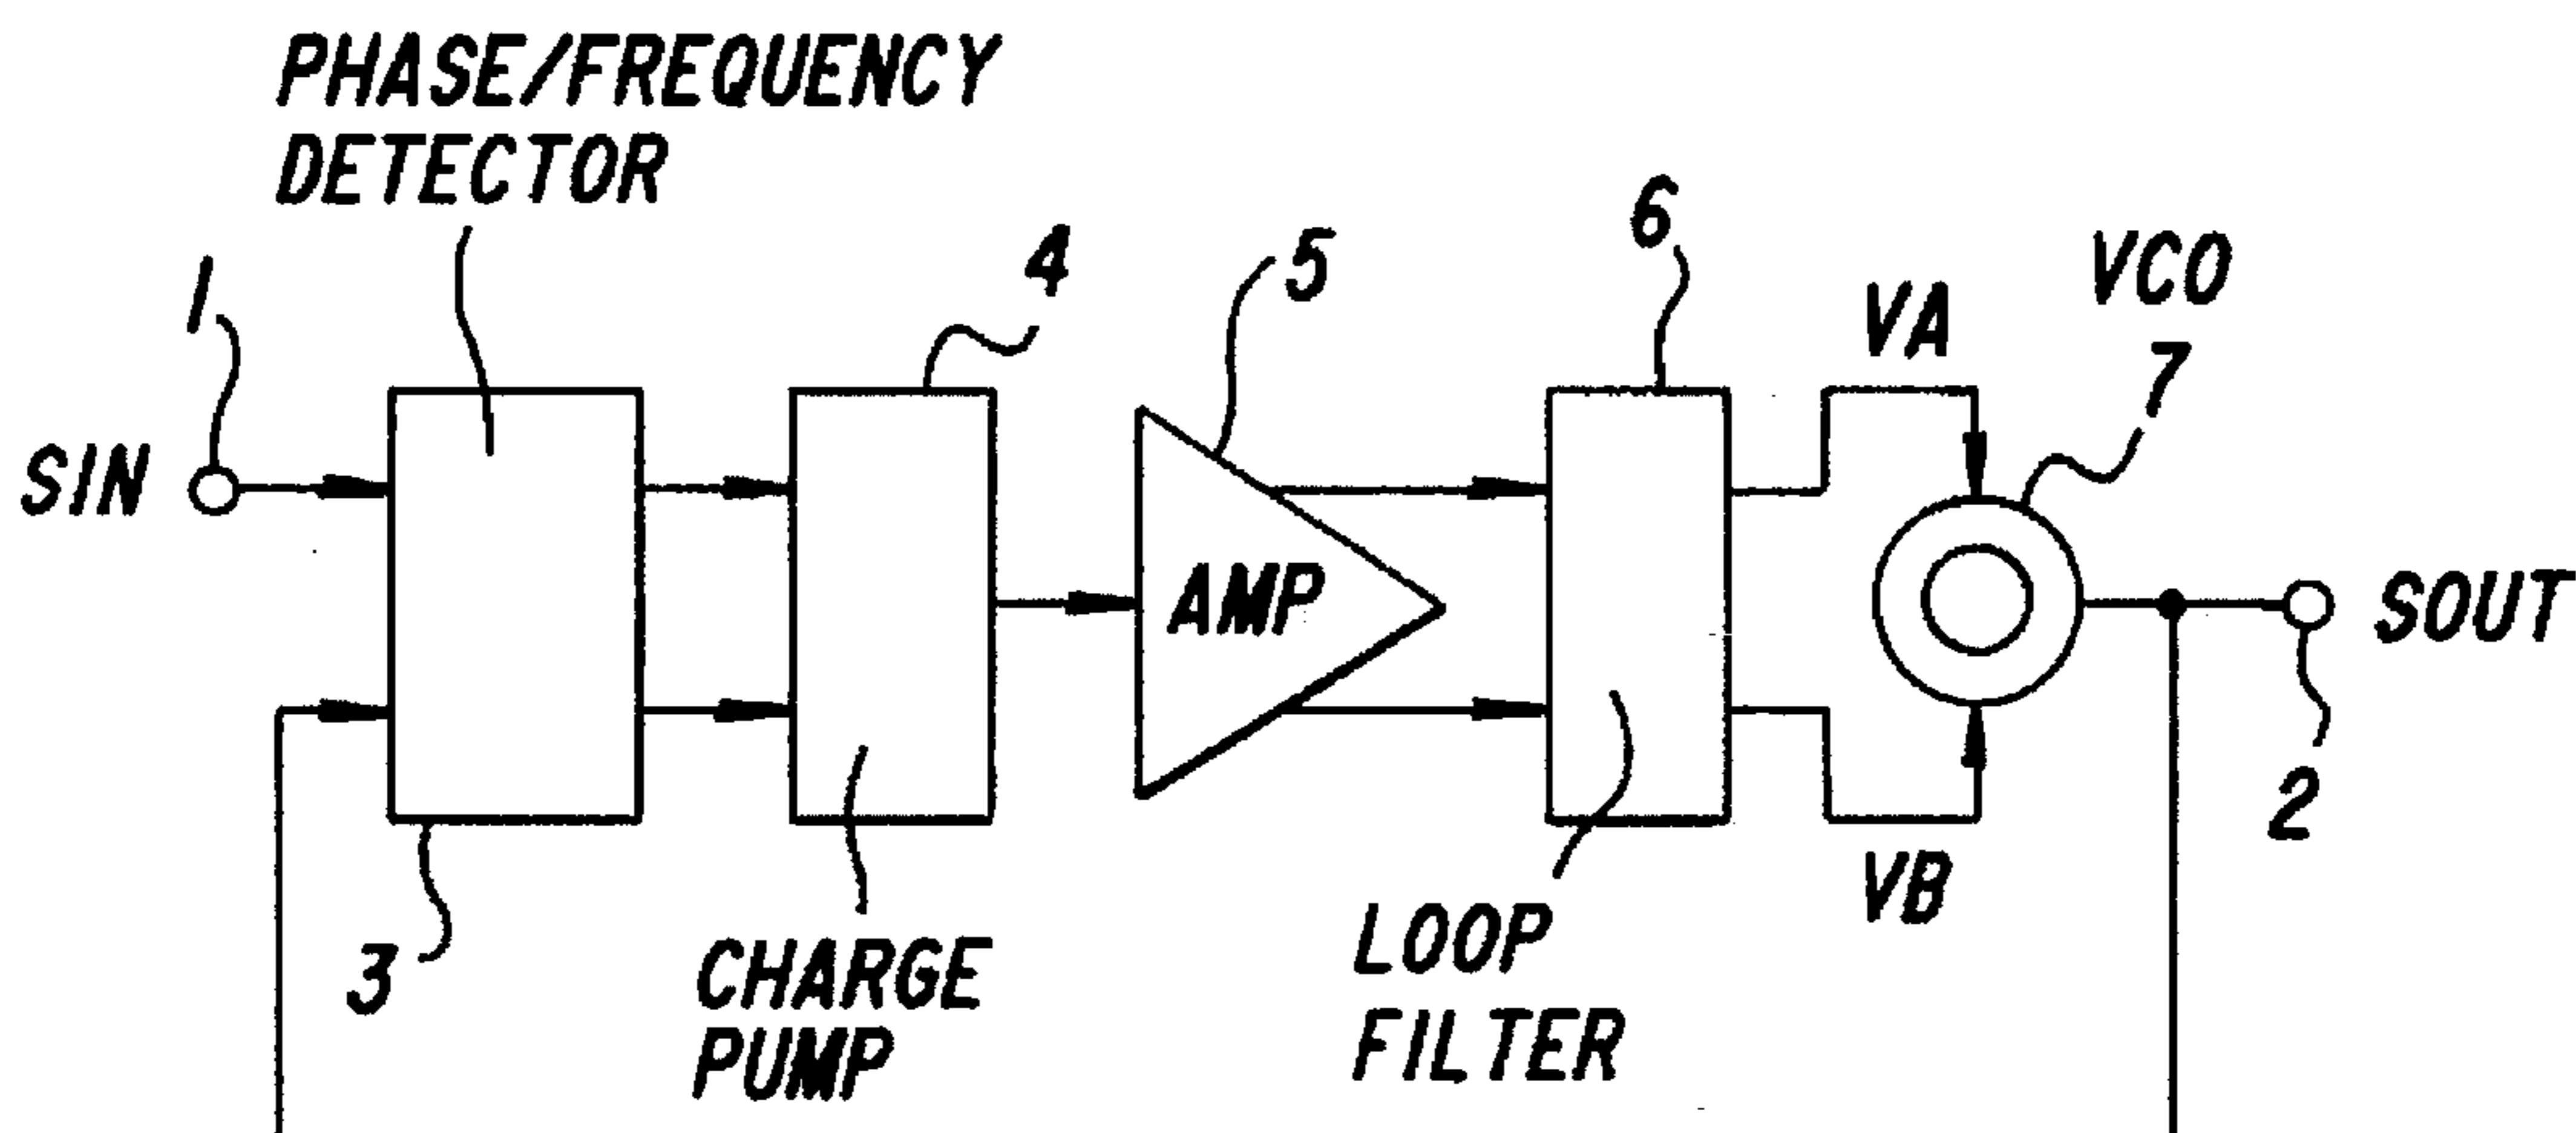 PHASE/FREQUENCY
DETECTOR
1
4
5
6
VA
VCO
7
SIN
AMP
SOUT
2
3
CHARGE
PUMP
LOOP
FILTER
VB